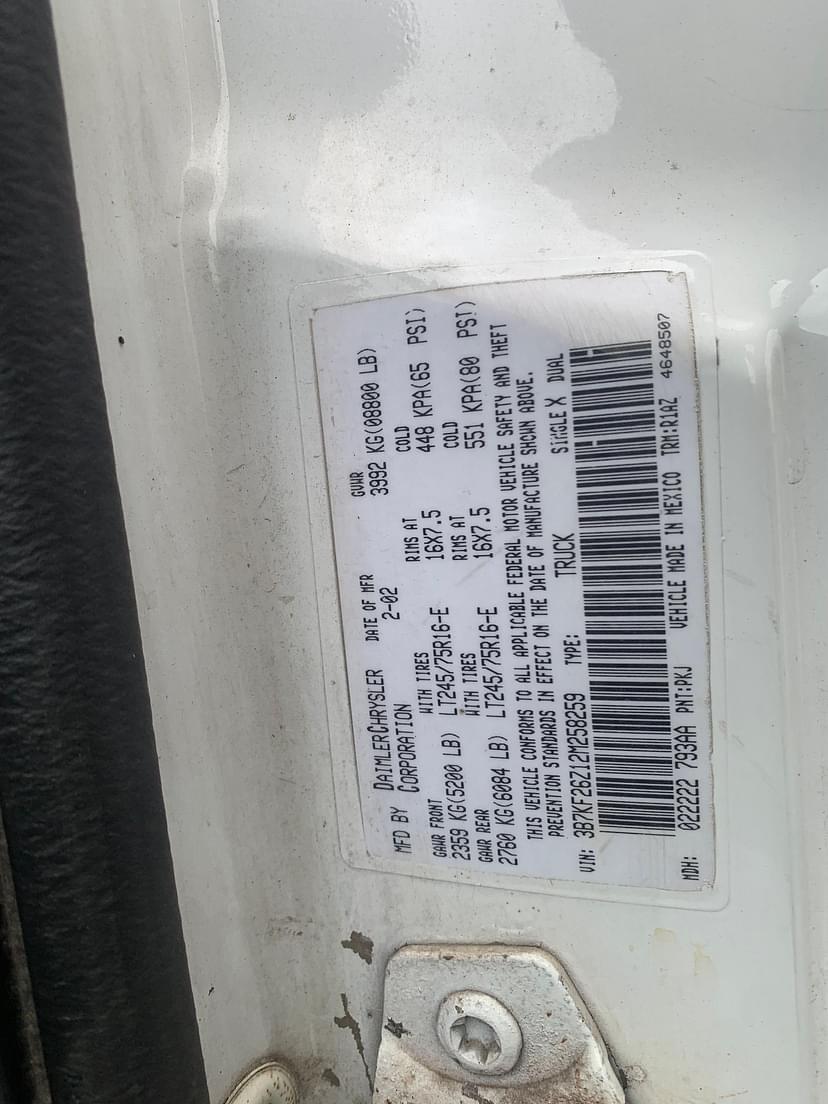 MFD BY DAIMLERCHRYSLER CORPORATION DATE OF MFR 2-02 GVWR 3992 KG(08800 LB)
GAWR FRONT WITH TIRES RIMS AT COLD
2359 KG(5200 LB) LT245/75R16-E 16X7.5 448 KPA(65 PSI)
GAWR REAR WITH TIRES RIMS AT COLD
2760 KG(6084 LB) LT245/75R16-E 16X7.5 551 KPA(80 PSI)
THIS VEHICLE CONFORMS TO ALL APPLICABLE FEDERAL MOTOR VEHICLE SAFETY AND THEFT
PREVENTION STANDARDS IN EFFECT ON THE DATE OF MANUFACTURE SHOWN ABOVE.
VIN: 3B7KF26Z12M258259 TYPE: TRUCK SINGLE X DUAL
MDH: 022222 793AA PNT:PKJ VEHICLE MADE IN MEXICO TRM:R1AZ 4648507